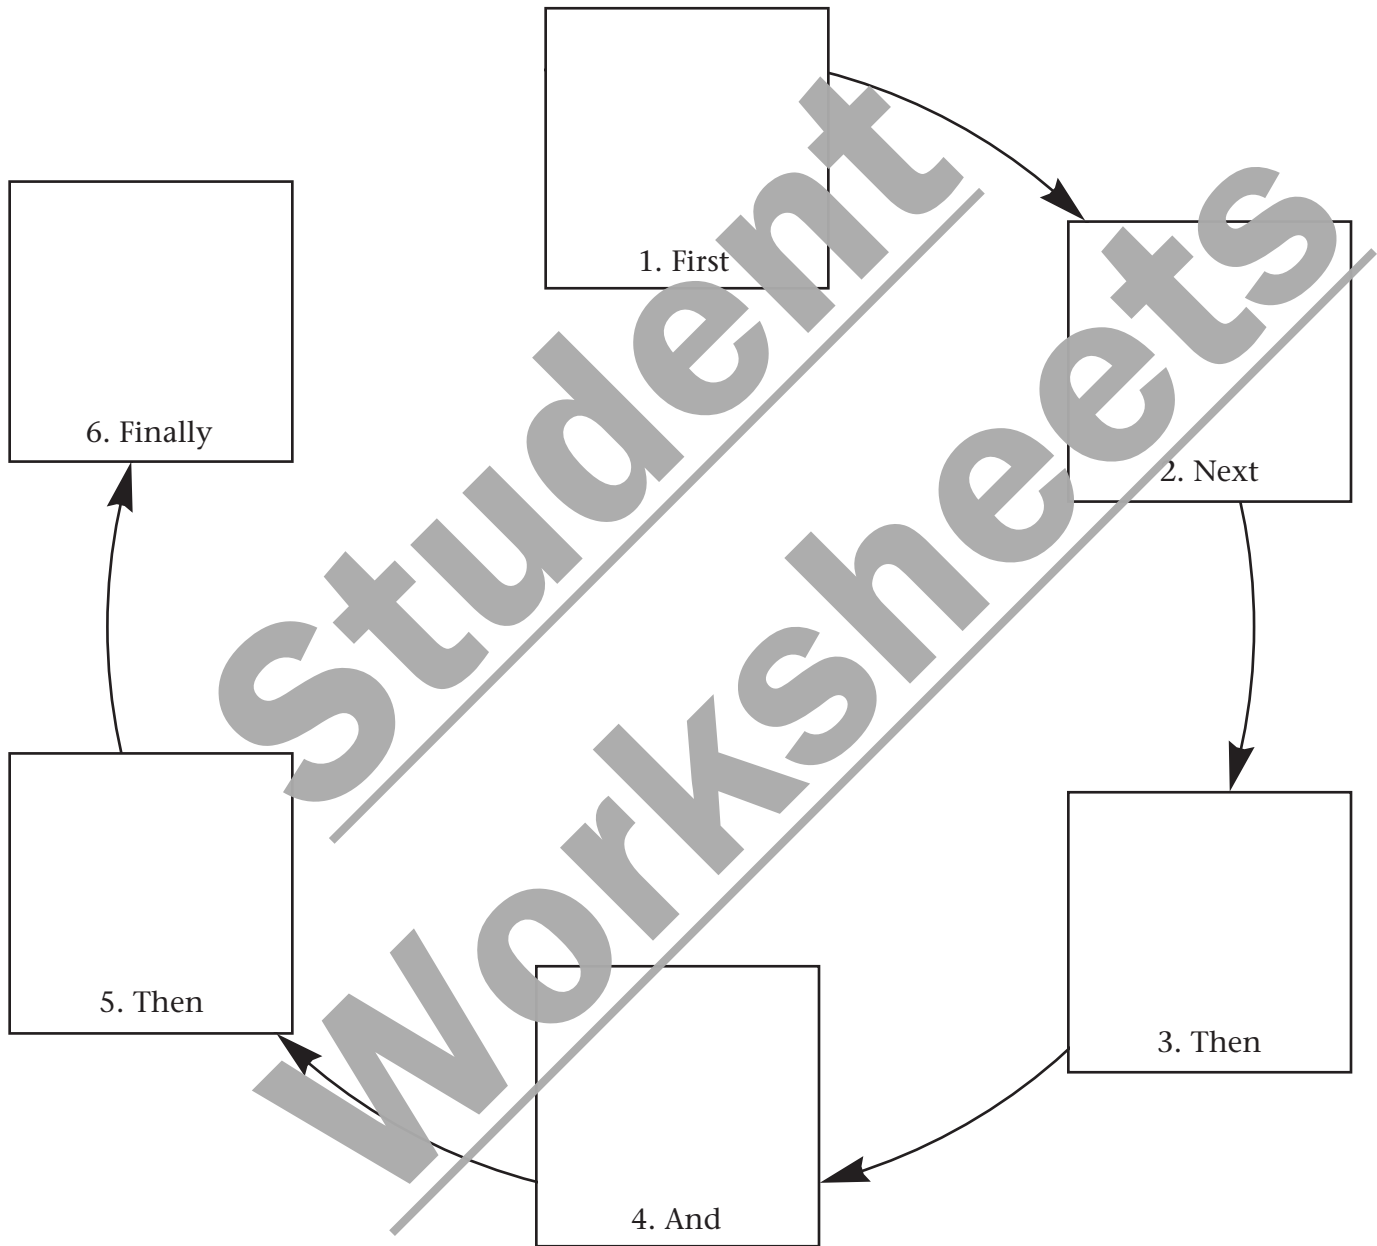 1. First
2. Next
3. Then
4. And
5. Then
6. Finally
Student
Worksheets